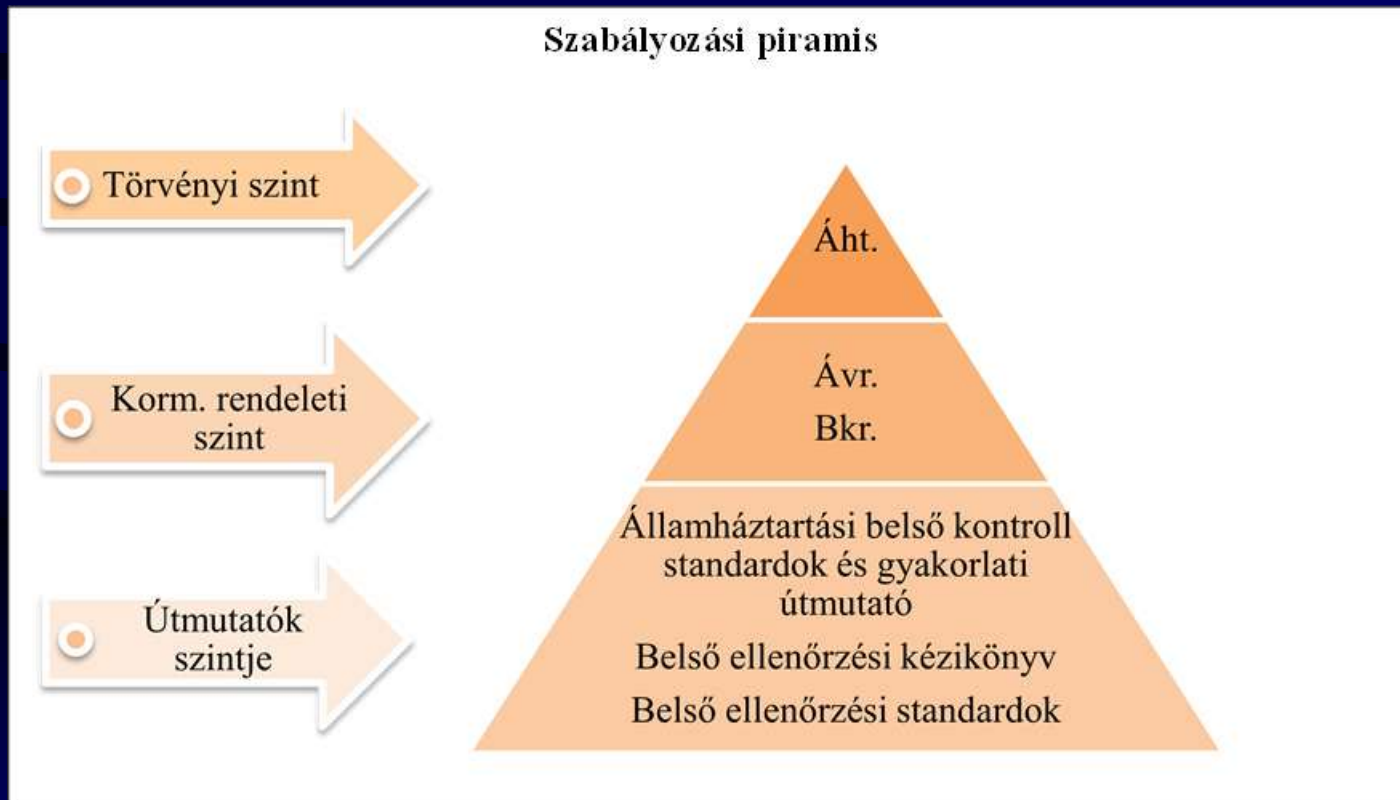 Szabályozási piramis
Törvényi szint
Áht.
Korm. rendeleti
szint
Ávr.
Bkr.
Útmutatók
szintje
Államháztartási belső kontroll
standardok és gyakorlati
útmutató
Belső ellenőrzési kézikönyv
Belső ellenőrzési standardok